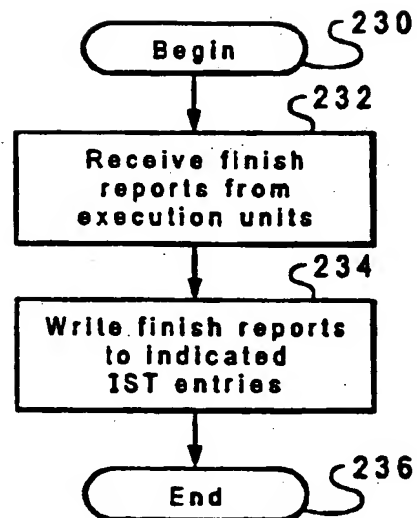 230
Begin
232
Receive finish
reports from
execution units
234
Write finish reports
to indicated
IST entries
236
End